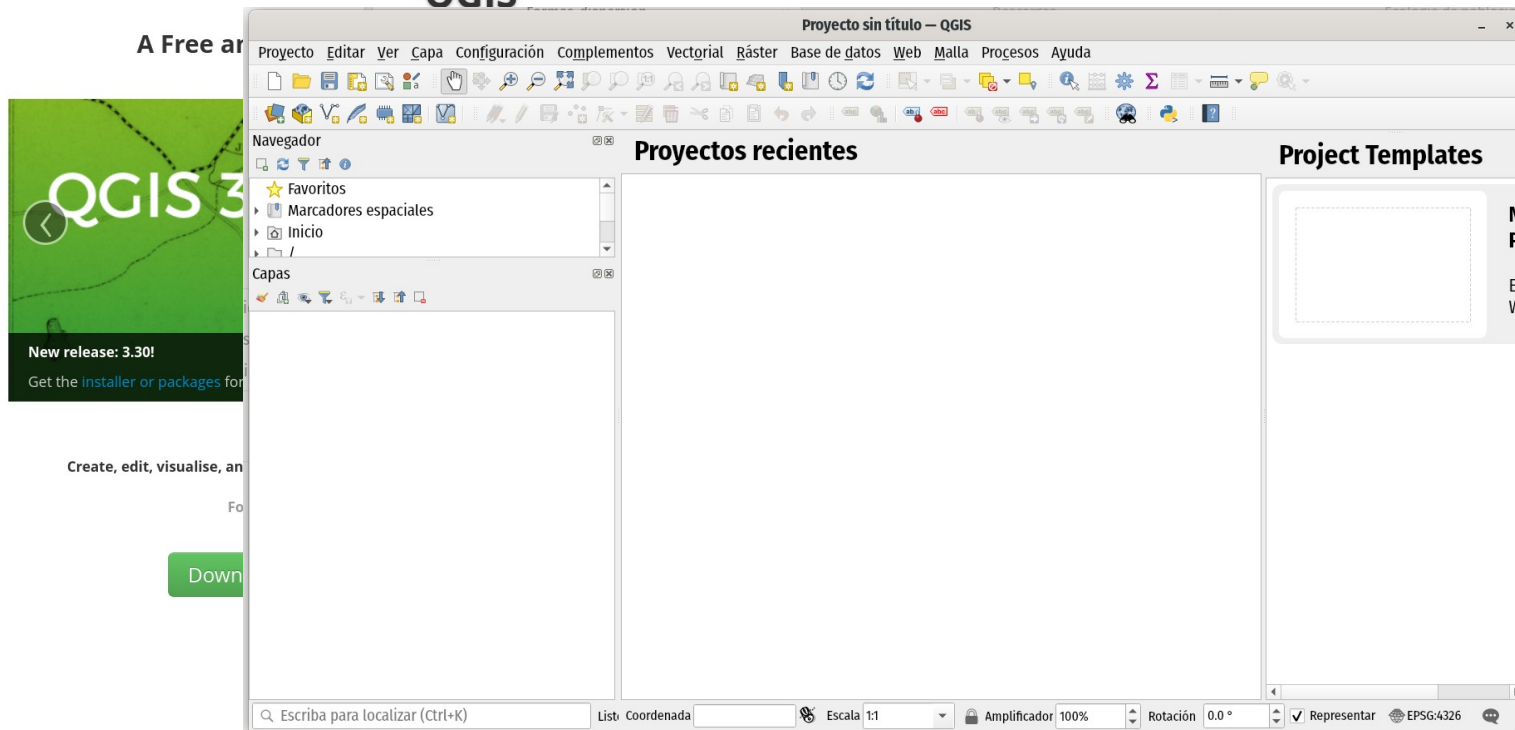 QGIS
A Free
QGIS 3
New release: 3.30!
Get the installer or packages for
Create, edit, visualise, an
Fo
Down
Proyecto sin título — QGIS
Proyecto Editar Ver Capa Configuración Complementos Vectorial Ráster Base de datos Web Malla Procesos Ayuda
Navegador
Favoritos
Marcadores espaciales
Inicio
/
Capas
Proyectos recientes
Project Templates
Escriba para localizar (Ctrl+K)
Coordenada Escala 1:1 Amplificador 100% Rotación 0.0 ° Representar EPSG:4326